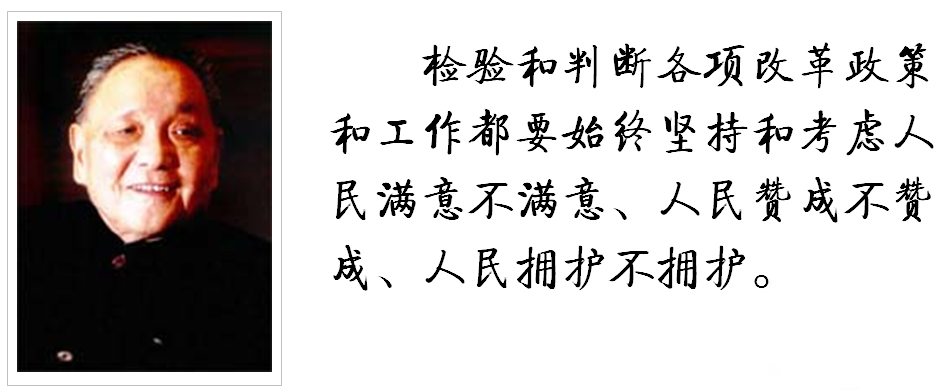 检验和判断各项改革政策
和工作都要始终坚持和考虑人
民满意不满意、人民赞成不赞
成、人民拥护不拥护。